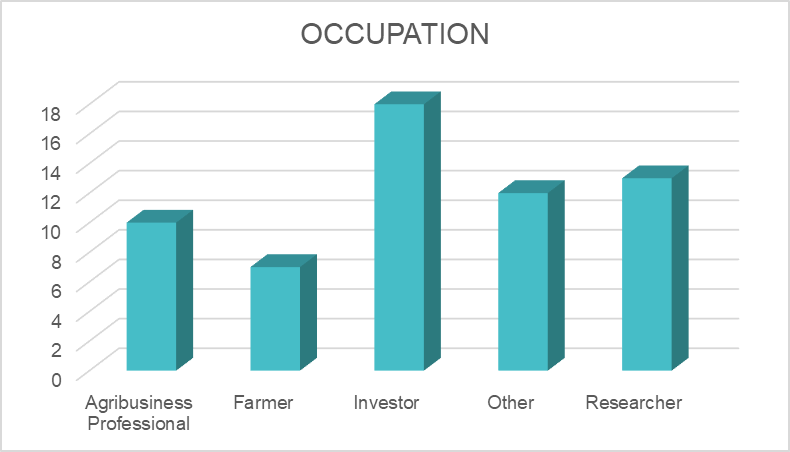 OCCUPATION
18
16
14
12
10
8
6
4
2
0
Agribusiness
Professional
Farmer
Investor
Other
Researcher